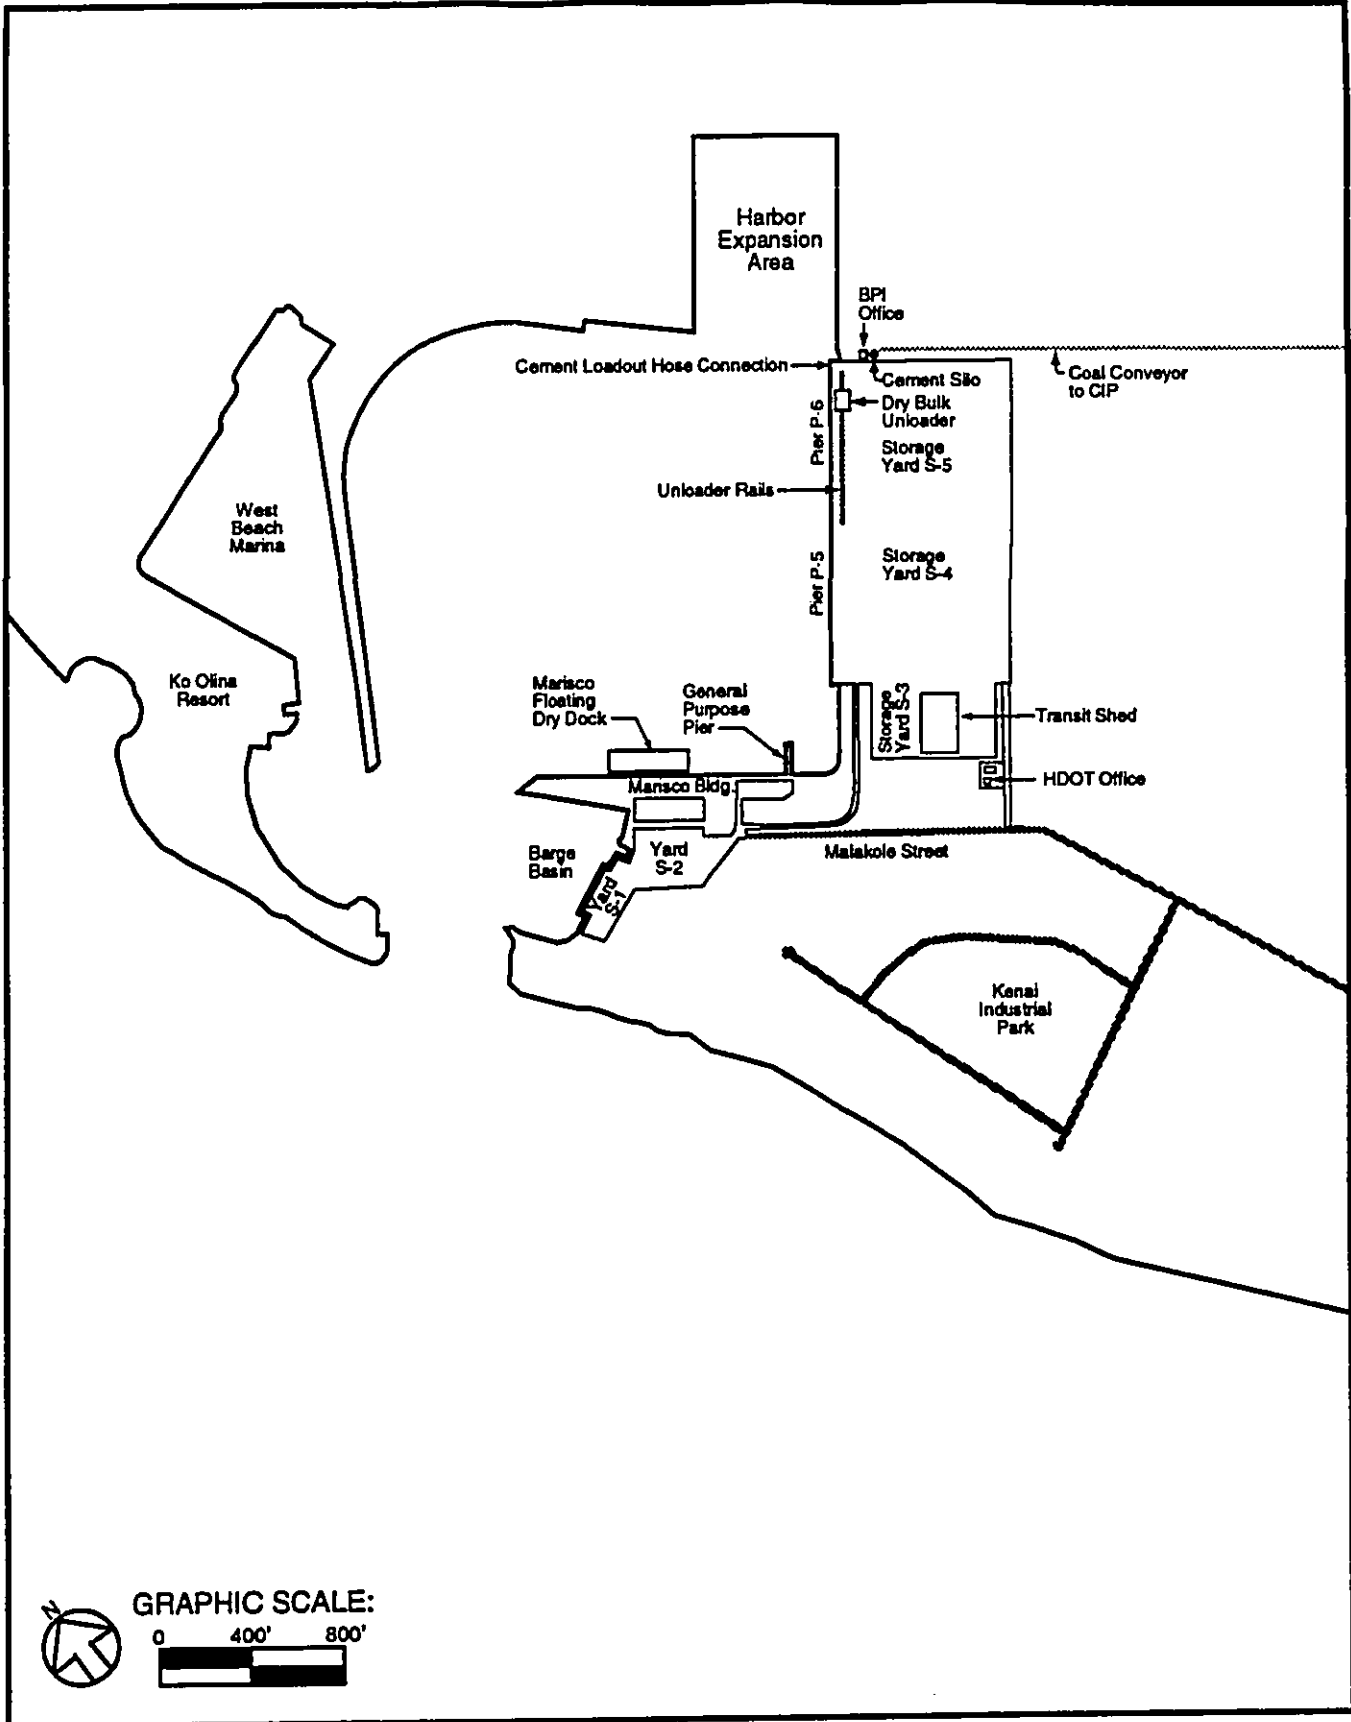 Harbor
Expansion
Area
BPI
Office
Cement Loadout Hose Connection
Coal Conveyor
to CIP
Cement Silo
Dry Bulk
Unloader
Pier P-6
Storage
Yard S-5
Unloader Rails
West
Beach
Marina
Pier P-5
Storage
Yard S-4
Ko Olina
Resort
Marisco
Floating
Dry Dock
General
Purpose
Pier
Storage
Yard S-3
Transit Shed
HDOT Office
Marisco Bldg.
Malakole Street
Barge
Basin
Yard
S-2
Yard
S-1
Kenai
Industrial
Park
N
GRAPHIC SCALE:
0 400' 800'